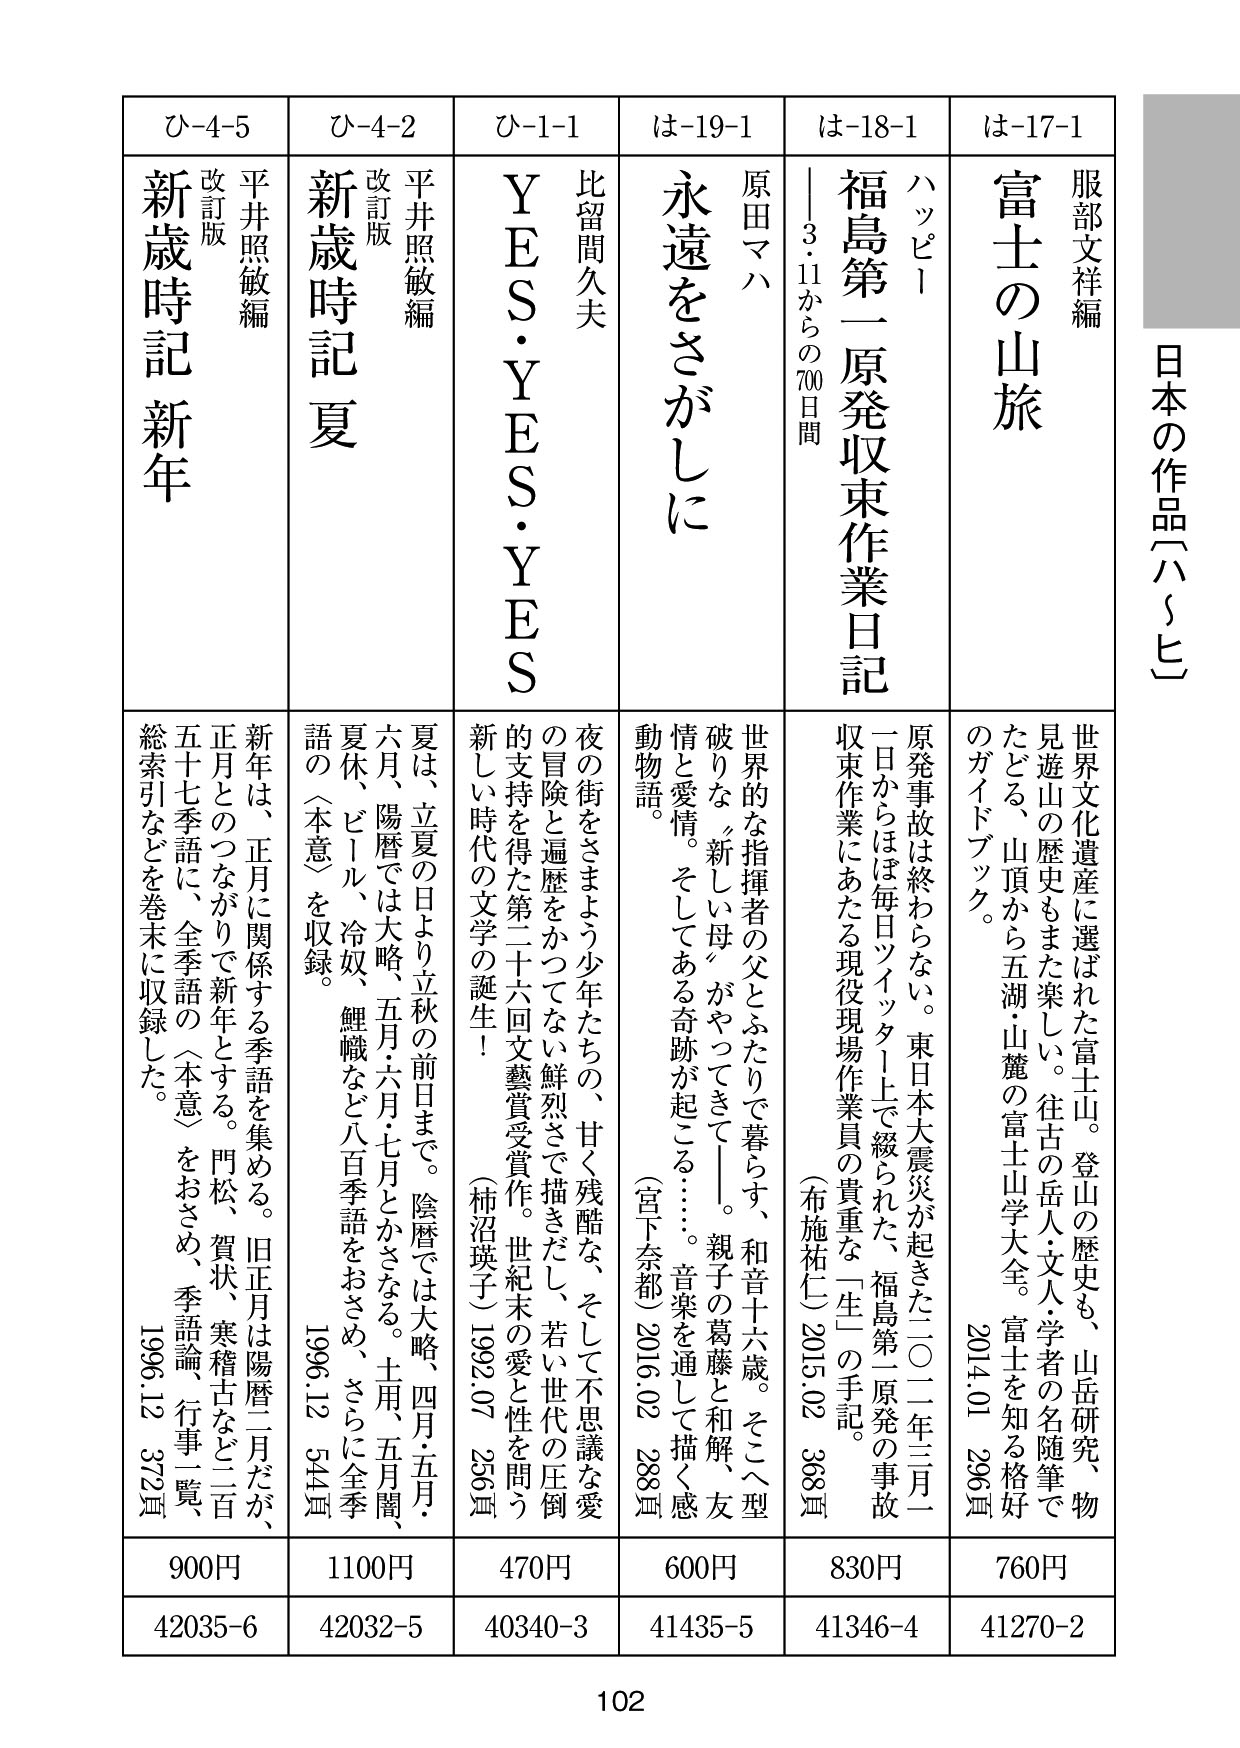 日本の作品〔ハ〜ヒ〕
は-17-1
服部文祥編
富士の山旅
世界文化遺産に選ばれた富士山。登山の歴史も、山岳研究、物
見遊山の歴史もまた楽しい。往古の岳人・文人・学者の名随筆で
たどる、山頂から五湖・山麓の富士山学大全。富士を知る格好
のガイドブック。
2014.01 296頁
760円
41270-2
は-18-1
ハッピー
福島第一原発収束作業日記
――3・11からの700日間
原発事故は終わらない。東日本大震災が起きた二〇一一年三月一
一日からほぼ毎日ツイッター上で綴られた、福島第一原発の事故
収束作業にあたる現役現場作業員の貴重な「生」の手記。
（布施祐仁）2015.02 368頁
830円
41346-4
は-19-1
原田マハ
永遠をさがしに
世界的な指揮者の父とふたりで暮らす、和音十六歳。そこへ型
破りな〝新しい母〟がやってきて――。親子の葛藤と和解、友
情と愛情。そしてある奇跡が起こる……。音楽を通して描く感
動物語。
（宮下奈都）2016.02 288頁
600円
41435-5
ひ-1-1
比留間久夫
YES・YES・YES
夜の街をさまよう少年たちの、甘く残酷な、そして不思議な愛
の冒険と遍歴をかつてない鮮烈さで描きだし、若い世代の圧倒
的支持を得た第二十六回文藝賞受賞作。世紀末の愛と性を問う
新しい時代の文学の誕生！
（柿沼瑛子）1992.07 256頁
470円
40340-3
ひ-4-2
平井照敏編
改訂版
新歳時記 夏
夏は、立夏の日より立秋の前日まで。陰暦では大略、四月・五月・
六月、陽暦では大略、五月・六月・七月とかさなる。土用、五月闇、
夏休、ビール、冷奴、鯉幟など八百季語をおさめ、さらに全季
語の〈本意〉を収録。
1996.12 544頁
1100円
42032-5
ひ-4-5
平井照敏編
改訂版
新歳時記 新年
新年は、正月に関係する季語を集める。旧正月は陽暦二月だが、
正月とのつながりで新年とする。門松、賀状、寒稽古など二百
五十七季語に、全季語の〈本意〉をおさめ、季語論、行事一覧、
総索引などを巻末に収録した。
1996.12 372頁
900円
42035-6
102